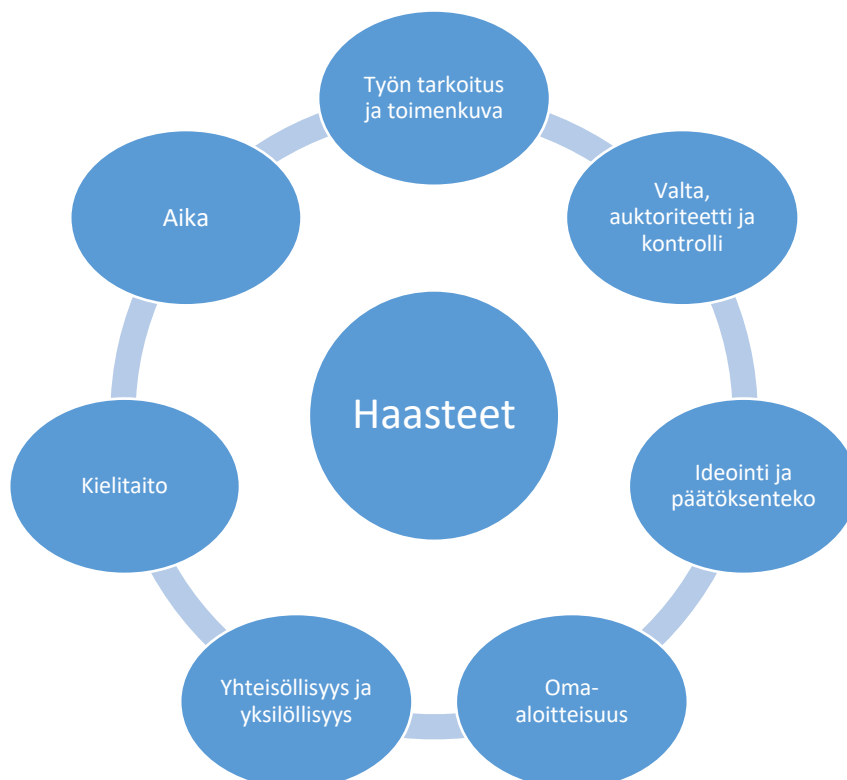 Työn tarkoitus
ja toimenkuva
Valta,
auktoriteetti ja
kontrolli
Ideointi ja
päätöksenteko
Oma-
aloitteisuus
Yhteisöllisyys ja
yksilöllisyys
Kielitaito
Aika
Haasteet